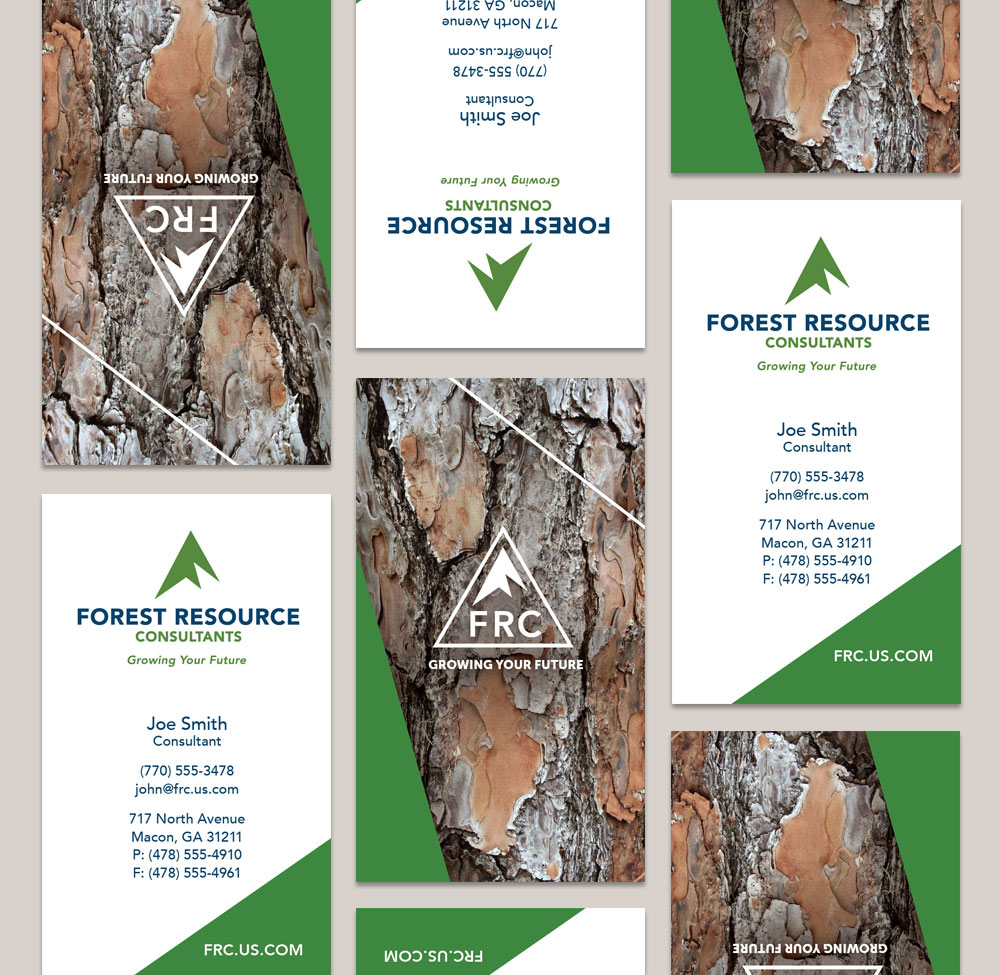 GROWING YOUR FUTURE
FRC
Macon, GA 31211
717 North Avenue
john@frc.us.com
(770) 555-3478
Consultant
Joe Smith
Growing Your Future
CONSULTANTS
FOREST RESOURCE
FOREST RESOURCE
CONSULTANTS
Growing Your Future
Joe Smith
Consultant
(770) 555-3478
john@frc.us.com
717 North Avenue
Macon, GA 31211
P: (478) 555-4910
F: (478) 555-4961
FRC.US.COM
FOREST RESOURCE
CONSULTANTS
Growing Your Future
Joe Smith
Consultant
(770) 555-3478
john@frc.us.com
717 North Avenue
Macon, GA 31211
P: (478) 555-4910
F: (478) 555-4961
FRC.US.COM
FRC
GROWING YOUR FUTURE
FRC.US.COM
GROWING YOUR FUTURE